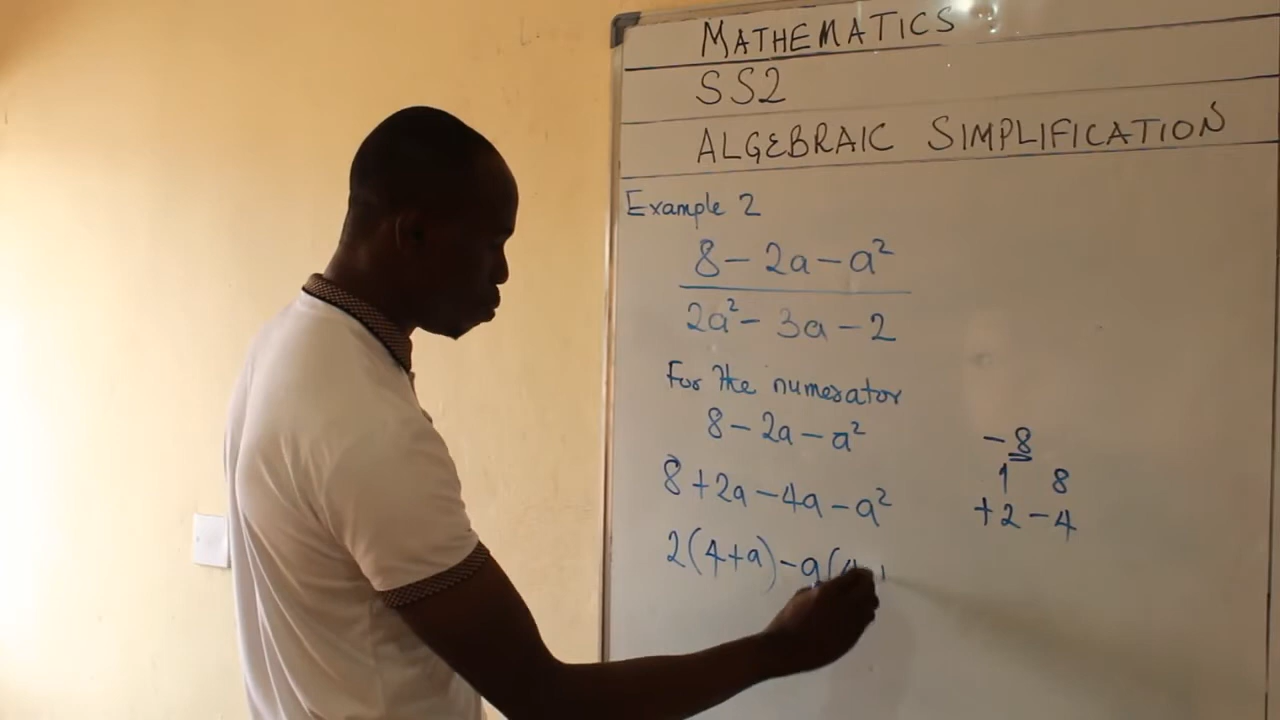 MATHEMATICS
SS2
ALGEBRAIC SIMPLIFICATION
Example 2
8 - 2a - a²
2a² - 3a - 2
For the numerator
8 - 2a - a²
8 + 2a - 4a - a²
2(4+a) - a(4
-8
1 8
+2 -4